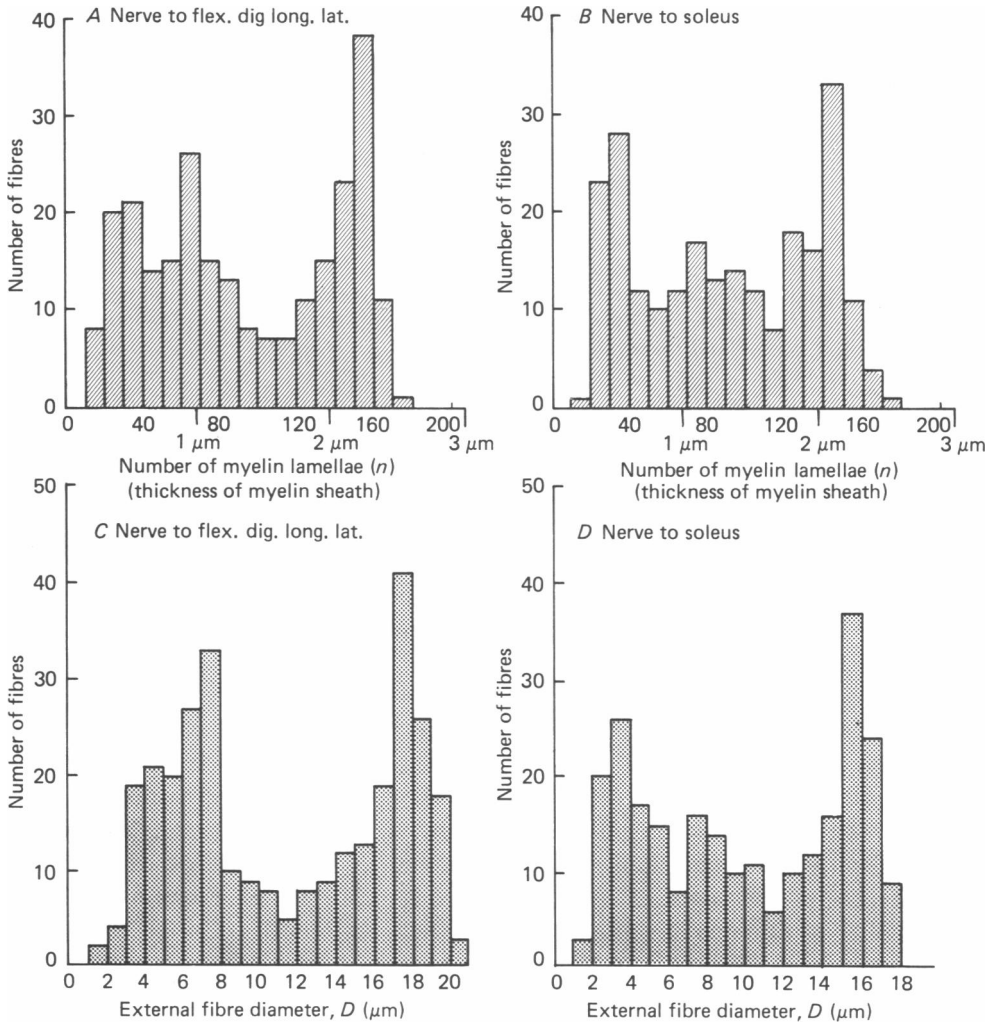 A Nerve to flex. dig long. lat.
40
30
20
10
0
Number of fibres
0 40 80 120 160 200
1 μm 2 μm 3 μm
Number of myelin lamellae (n)
(thickness of myelin sheath)
B Nerve to soleus
40
30
20
10
0
Number of fibres
0 40 80 120 160 200
1 μm 2 μm 3 μm
Number of myelin lamellae (n)
(thickness of myelin sheath)
C Nerve to flex. dig. long. lat.
50
40
30
20
10
0
Number of fibres
0 2 4 6 8 10 12 14 16 18 20
External fibre diameter, D (μm)
D Nerve to soleus
50
40
30
20
10
0
Number of fibres
0 2 4 6 8 10 12 14 16 18
External fibre diameter, D (μm)